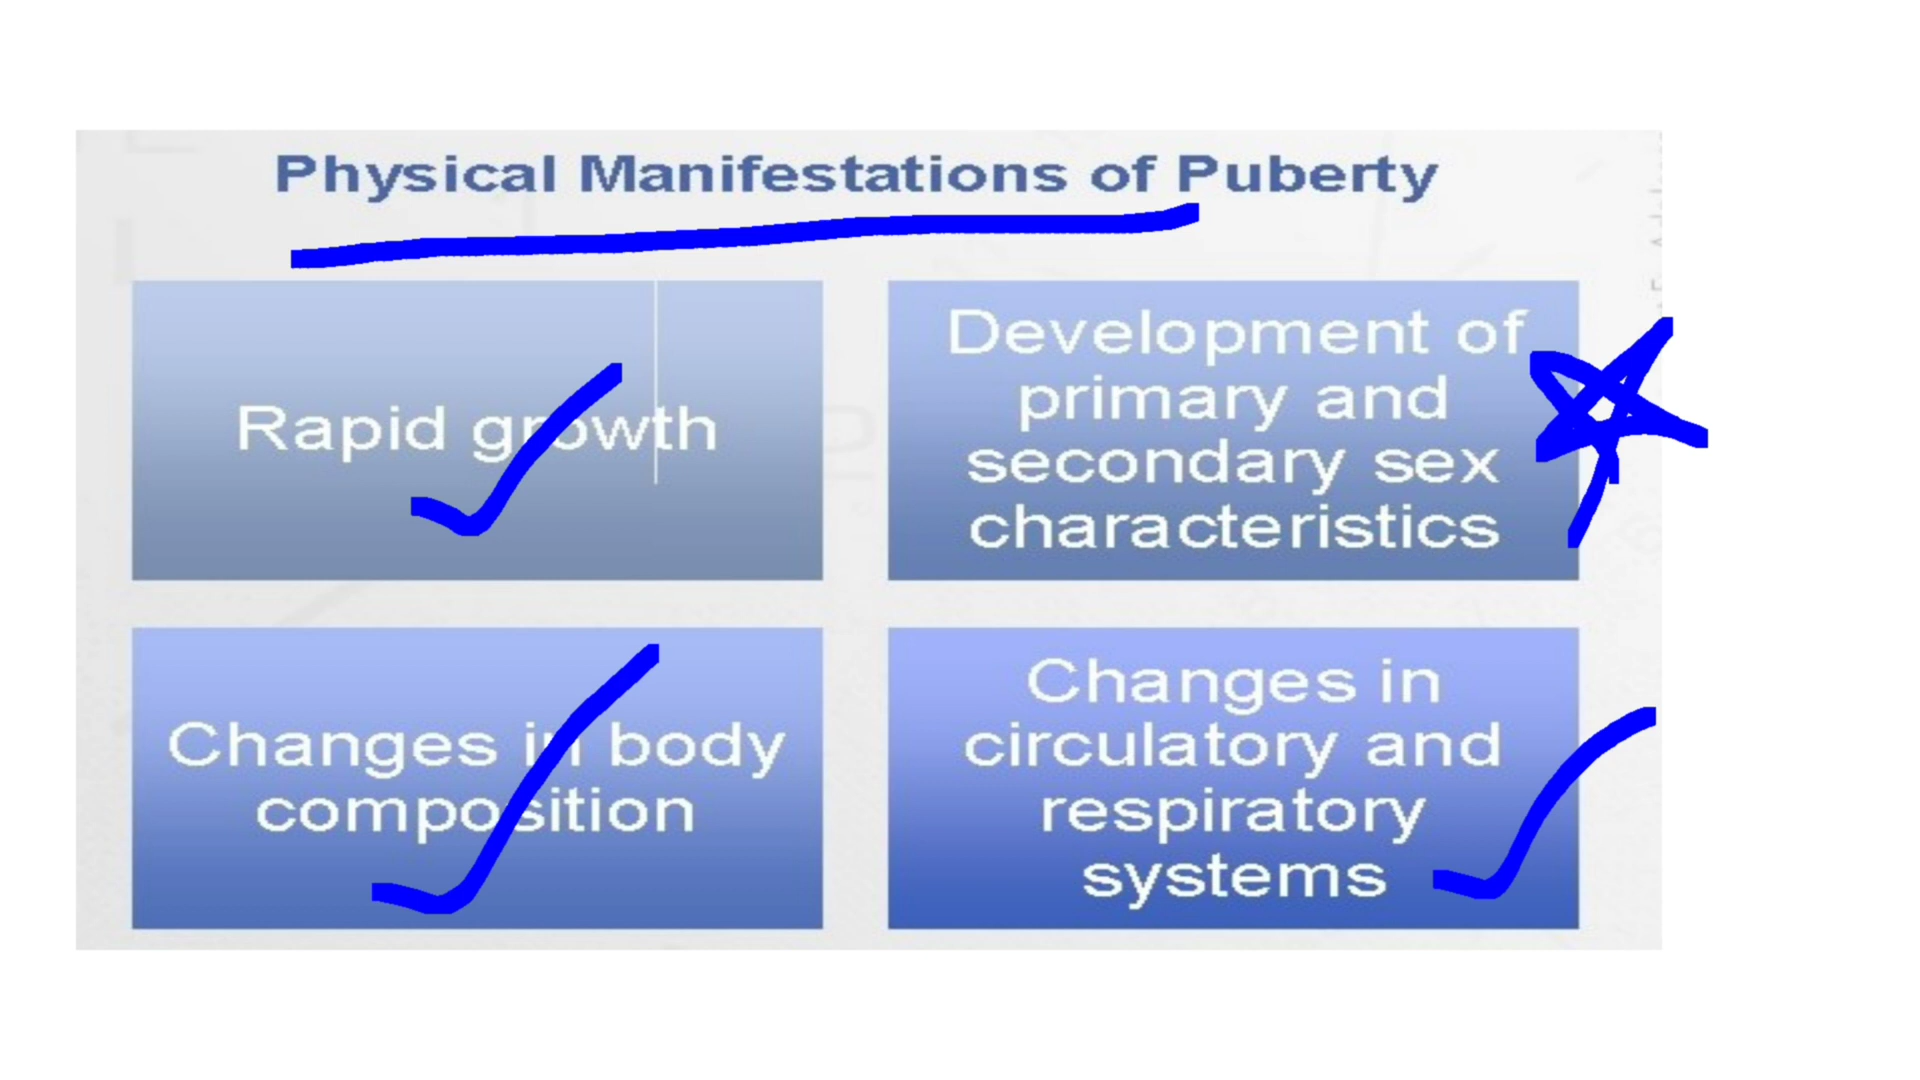 Physical Manifestations of Puberty
Rapid growth
Development of
primary and
secondary sex
characteristics
Changes in body
composition
Changes in
circulatory and
respiratory
systems